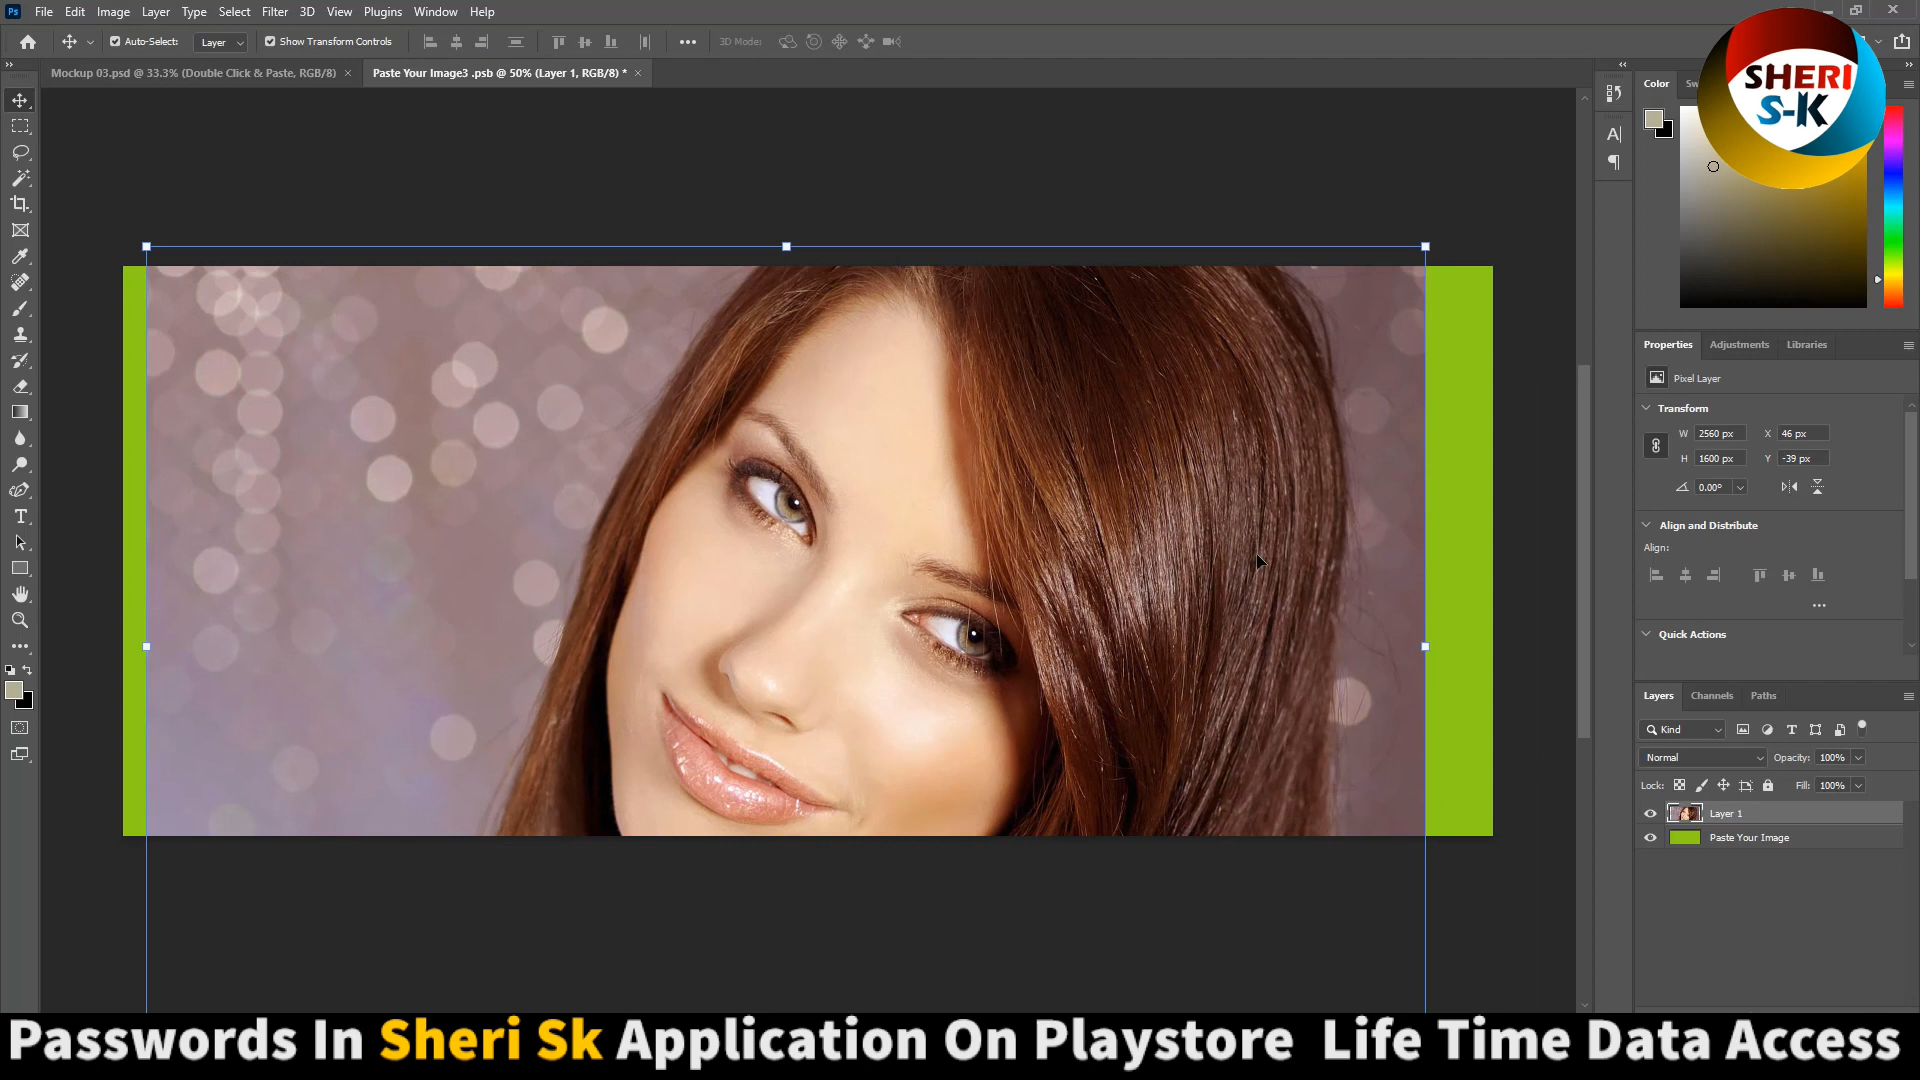 Ps File Edit Image Layer Type Select Filter 3D View Plugins Window Help
Auto-Select: Layer Show Transform Controls 3D Mode:
Mockup 03.psd @ 33.3% (Double Click & Paste, RGB/8) × Paste Your Image3 .psb @ 50% (Layer 1, RGB/8) * ×
SHERI
S-K
Color
Properties Adjustments Libraries
Pixel Layer
Transform
W 2560 px X 46 px
H 1600 px Y -39 px
0.00°
Align and Distribute
Align:
Quick Actions
Layers Channels Paths
Kind
Normal Opacity: 100%
Lock: Fill: 100%
Layer 1
Paste Your Image
Passwords In Sheri Sk Application On Playstore Life Time Data Access